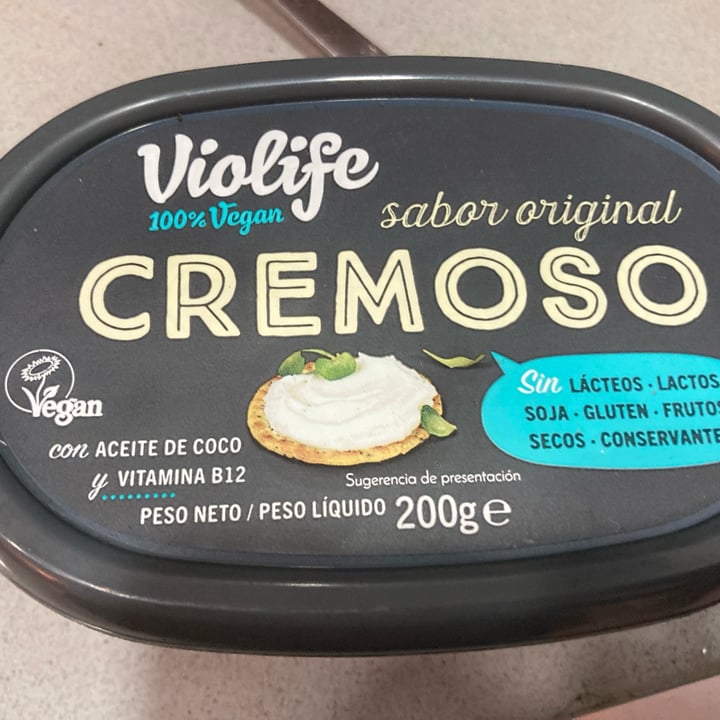 Violife
100% Vegan
sabor original
CREMOSO
Vegan
con ACEITE DE COCO
y VITAMINA B12
Sin LÁCTEOS · LACTOS
SOJA · GLUTEN · FRUTOS
SECOS · CONSERVANTE
Sugerencia de presentación
PESO NETO / PESO LÍQUIDO 200g e